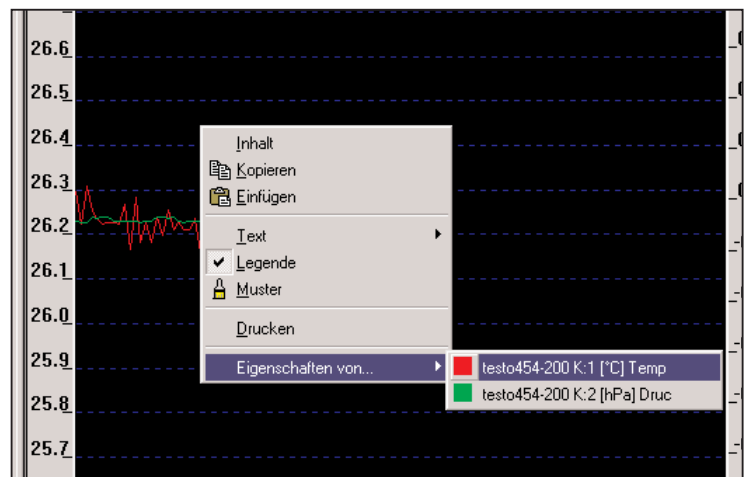 26.6
26.5
26.4
26.3
26.2
26.1
26.0
25.9
25.8
25.7
Inhalt
Kopieren
Einfügen
Text
Legende
Muster
Drucken
Eigenschaften von...
testo454-200 K:1 [°C] Temp
testo454-200 K:2 [hPa] Druc